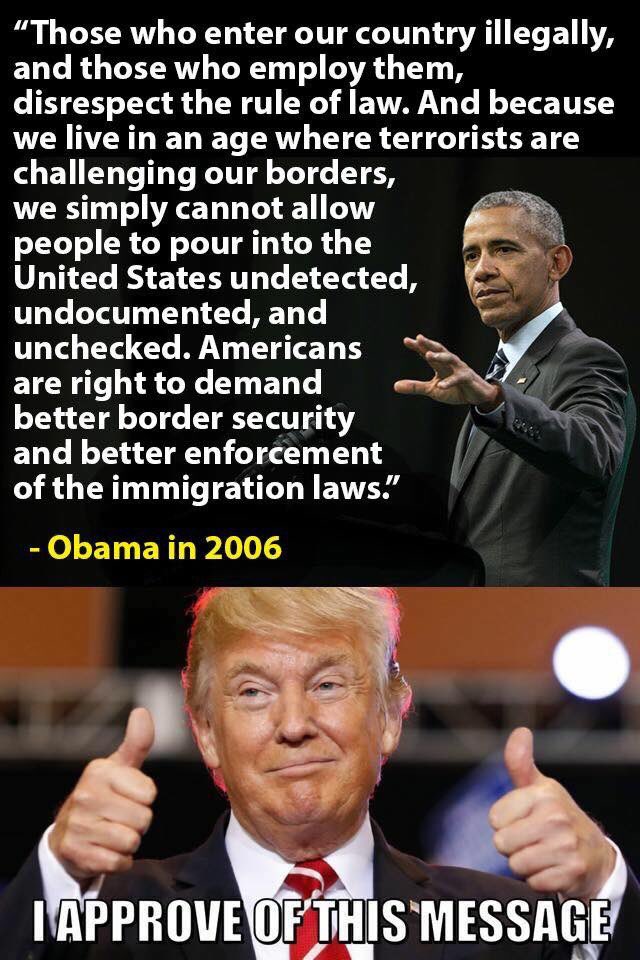 “Those who enter our country illegally,
and those who employ them,
disrespect the rule of law. And because
we live in an age where terrorists are
challenging our borders,
we simply cannot allow
people to pour into the
United States undetected,
undocumented, and
unchecked. Americans
are right to demand
better border security
and better enforcement
of the immigration laws.”
- Obama in 2006
I APPROVE OF THIS MESSAGE